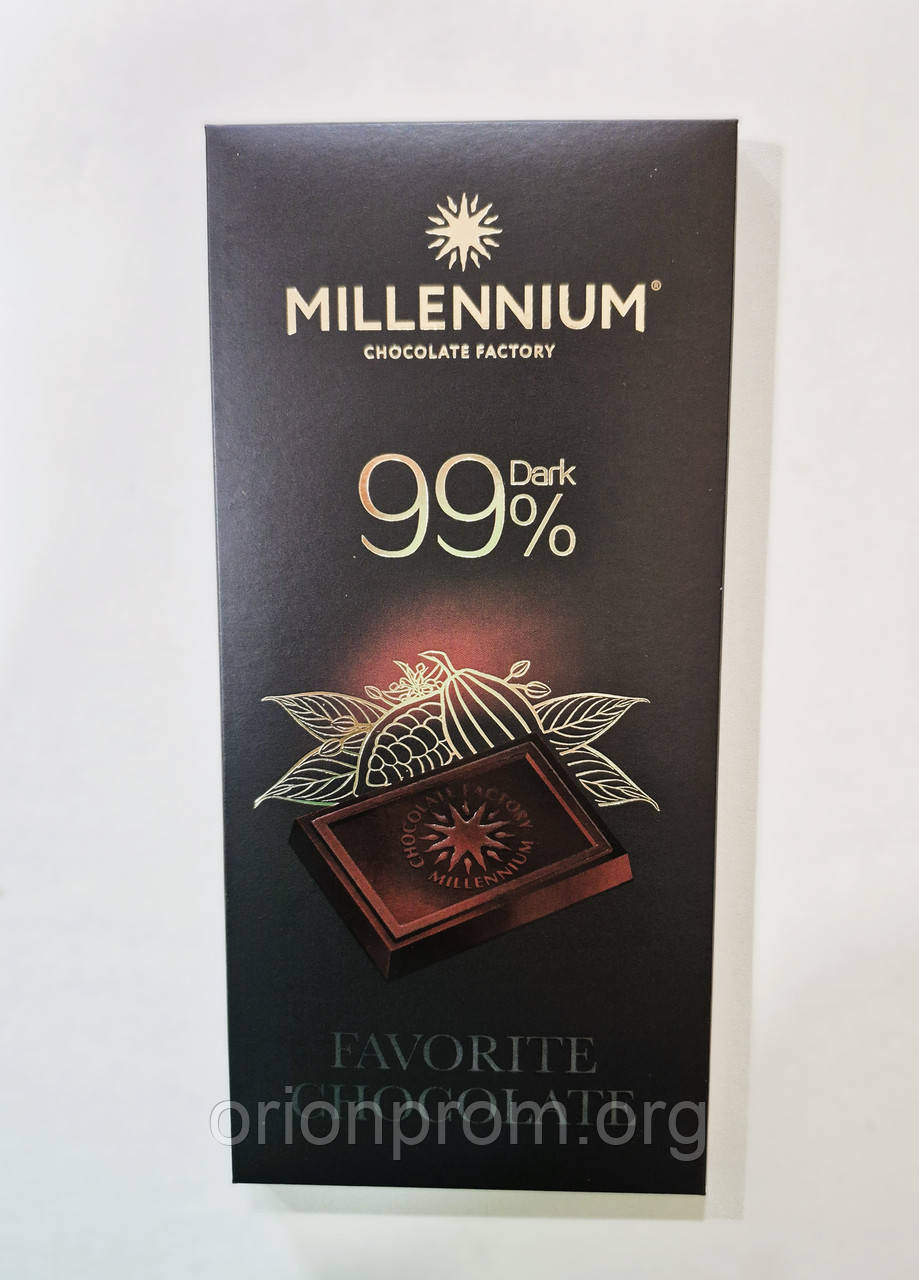 MILLENNIUM®
CHOCOLATE FACTORY
99% Dark
CHOCOLATE FACTORY
MILLENNIUM
FAVORITE
CHOCOLATE
orionprom.org